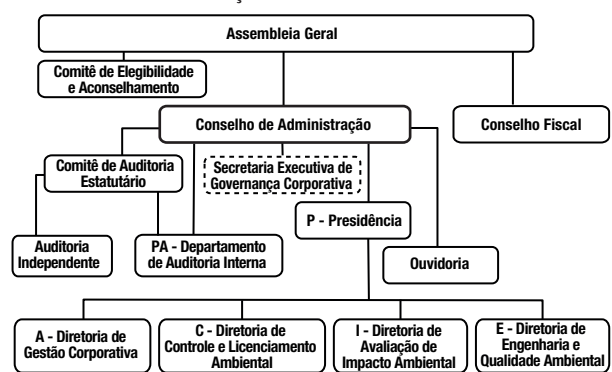 Assembleia Geral
Comitê de Elegibilidade
e Aconselhamento
Conselho de Administração
Conselho Fiscal
Comitê de Auditoria
Estatutário
Secretaria Executiva de
Governança Corporativa
P - Presidência
Auditoria
Independente
PA - Departamento
de Auditoria Interna
Ouvidoria
A - Diretoria de
Gestão Corporativa
C - Diretoria de
Controle e Licenciamento
Ambiental
I - Diretoria de
Avaliação de
Impacto Ambiental
E - Diretoria de
Engenharia e
Qualidade Ambiental